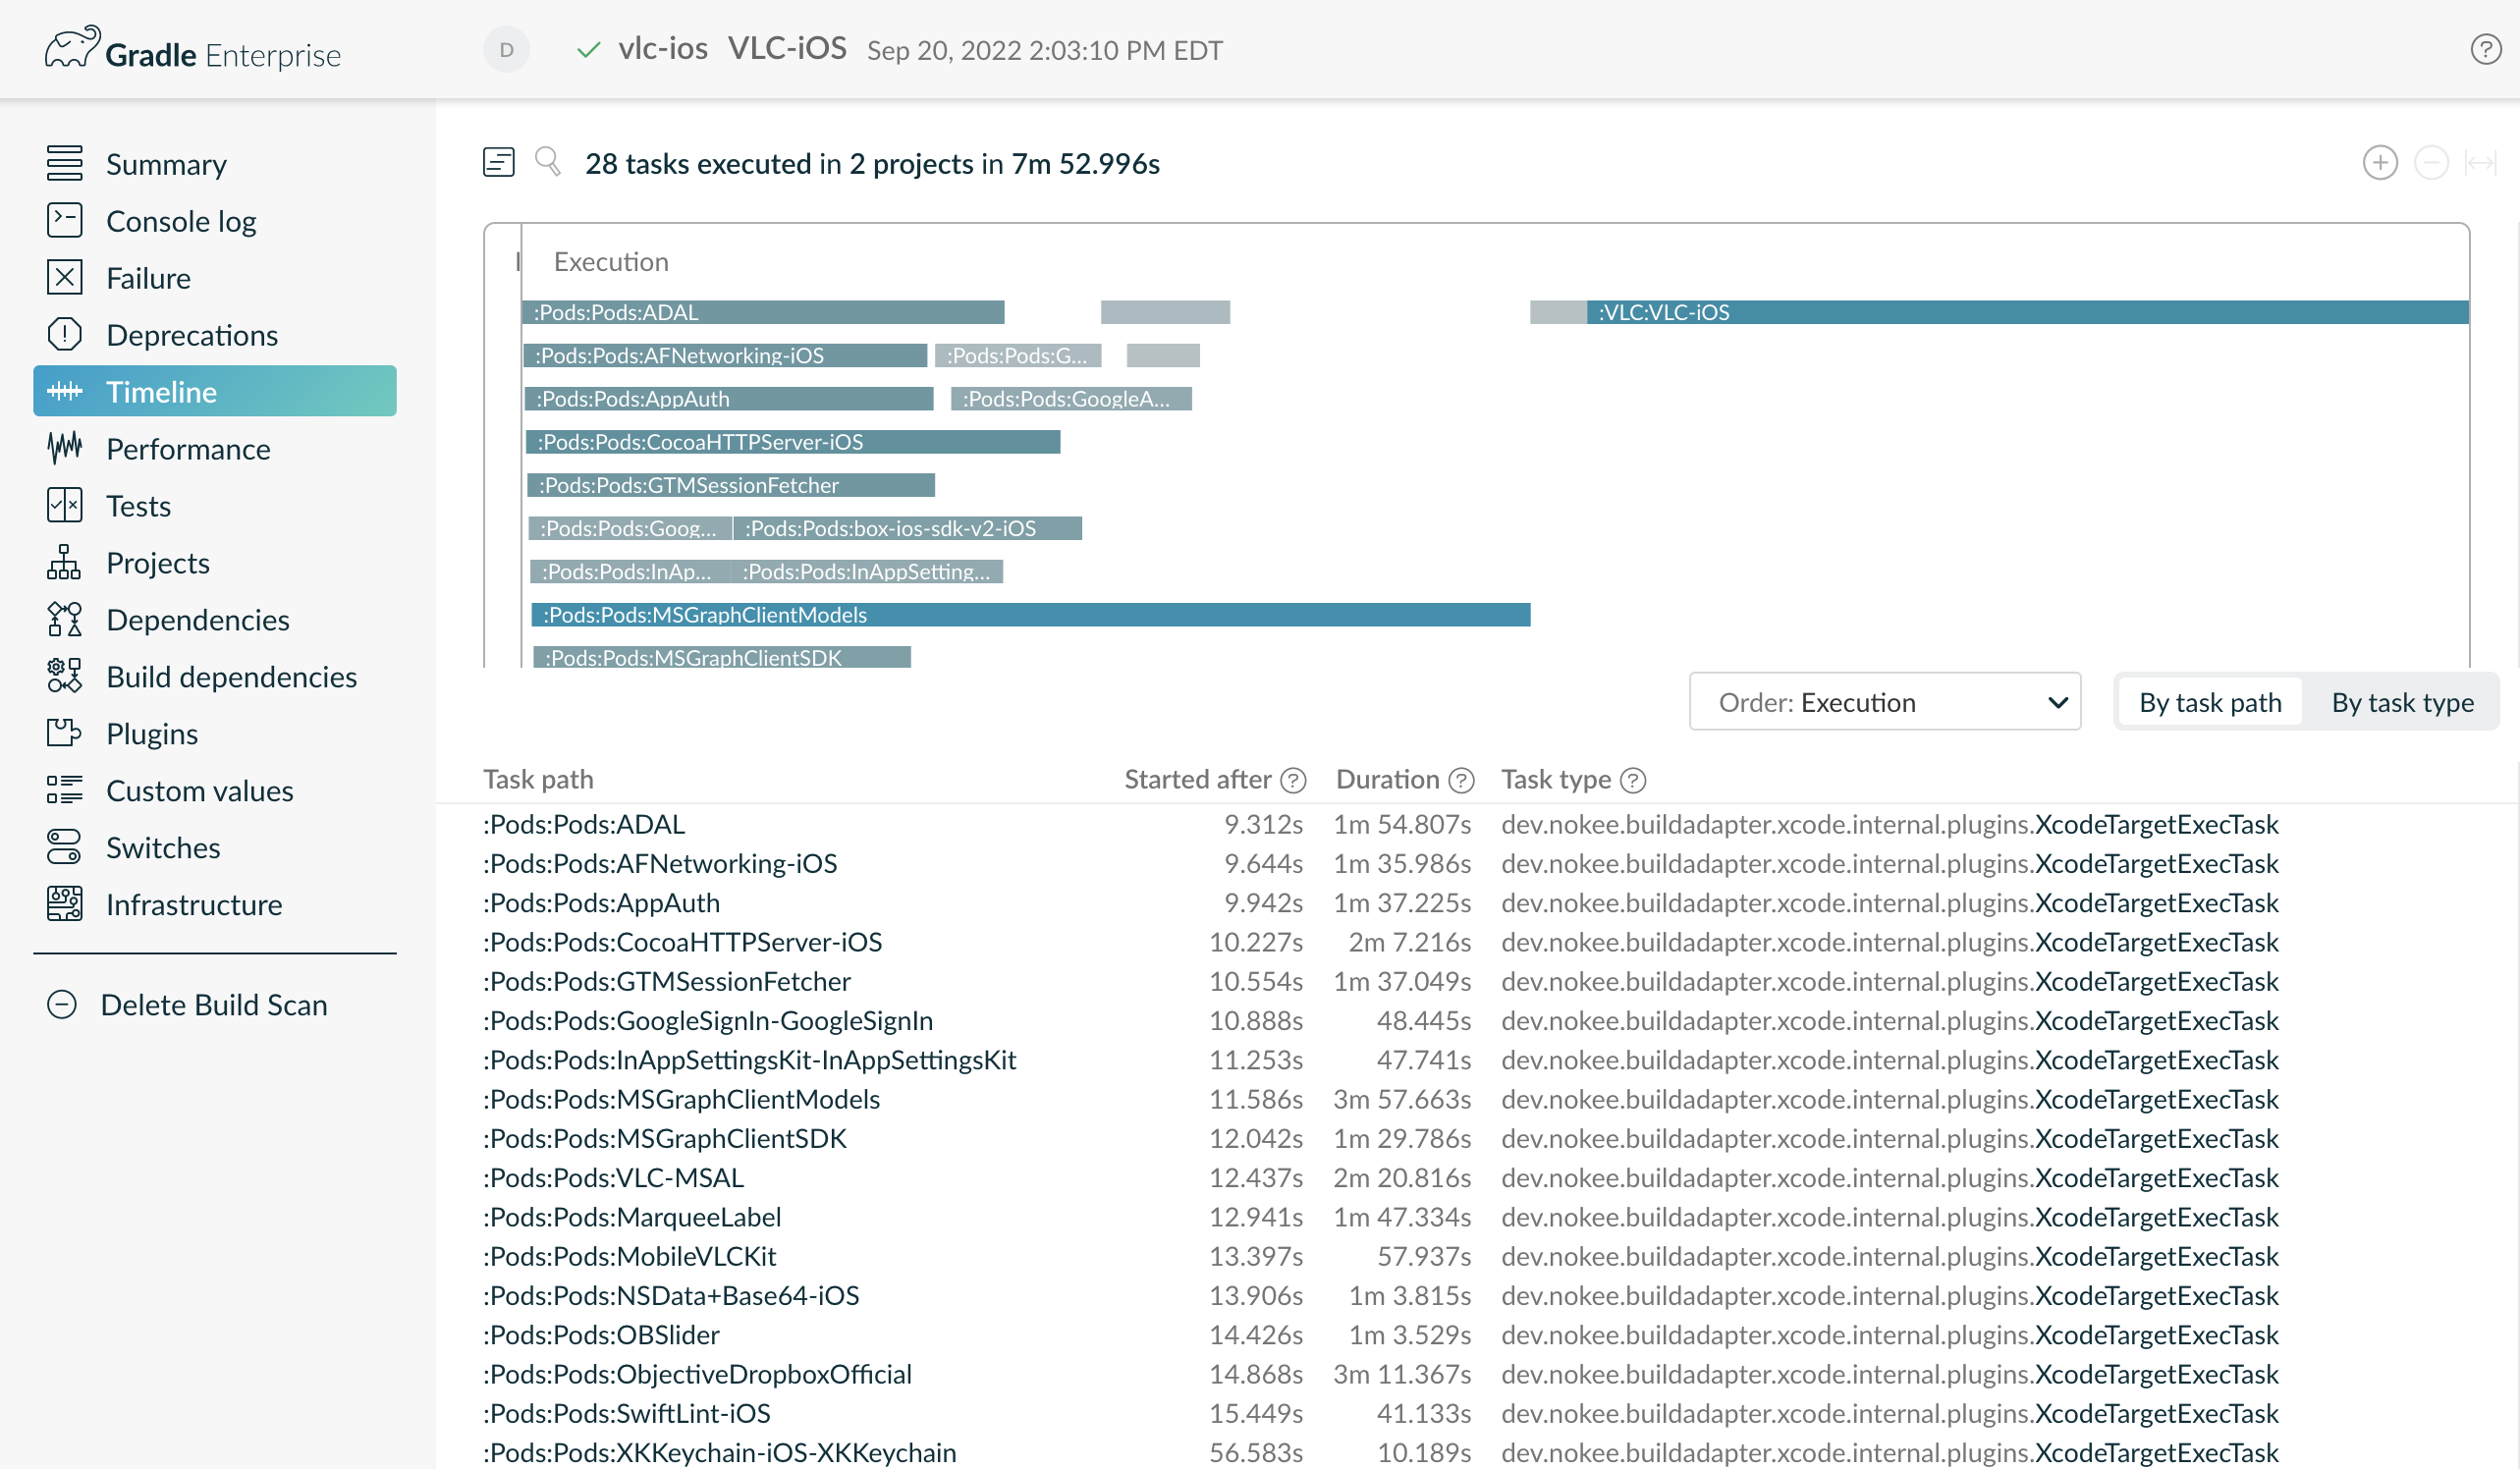 Gradle Enterprise
D vlc-ios VLC-iOS Sep 20, 2022 2:03:10 PM EDT
Summary
Console log
Failure
Deprecations
Timeline
Performance
Tests
Projects
Dependencies
Build dependencies
Plugins
Custom values
Switches
Infrastructure
Delete Build Scan
28 tasks executed in 2 projects in 7m 52.996s
Execution
:Pods:Pods:ADAL :VLC:VLC-iOS
:Pods:Pods:AFNetworking-iOS :Pods:Pods:G...
:Pods:Pods:AppAuth :Pods:Pods:GoogleA...
:Pods:Pods:CocoaHTTPServer-iOS
:Pods:Pods:GTMSessionFetcher
:Pods:Pods:Goog... :Pods:Pods:box-ios-sdk-v2-iOS
:Pods:Pods:InAp... :Pods:Pods:InAppSetting...
:Pods:Pods:MSGraphClientModels
:Pods:Pods:MSGraphClientSDK
Order: Execution By task path By task type
Task path Started after Duration Task type
:Pods:Pods:ADAL 9.312s 1m 54.807s dev.nokee.buildadapter.xcode.internal.plugins.XcodeTargetExecTask
:Pods:Pods:AFNetworking-iOS 9.644s 1m 35.986s dev.nokee.buildadapter.xcode.internal.plugins.XcodeTargetExecTask
:Pods:Pods:AppAuth 9.942s 1m 37.225s dev.nokee.buildadapter.xcode.internal.plugins.XcodeTargetExecTask
:Pods:Pods:CocoaHTTPServer-iOS 10.227s 2m 7.216s dev.nokee.buildadapter.xcode.internal.plugins.XcodeTargetExecTask
:Pods:Pods:GTMSessionFetcher 10.554s 1m 37.049s dev.nokee.buildadapter.xcode.internal.plugins.XcodeTargetExecTask
:Pods:Pods:GoogleSignIn-GoogleSignIn 10.888s 48.445s dev.nokee.buildadapter.xcode.internal.plugins.XcodeTargetExecTask
:Pods:Pods:InAppSettingsKit-InAppSettingsKit 11.253s 47.741s dev.nokee.buildadapter.xcode.internal.plugins.XcodeTargetExecTask
:Pods:Pods:MSGraphClientModels 11.586s 3m 57.663s dev.nokee.buildadapter.xcode.internal.plugins.XcodeTargetExecTask
:Pods:Pods:MSGraphClientSDK 12.042s 1m 29.786s dev.nokee.buildadapter.xcode.internal.plugins.XcodeTargetExecTask
:Pods:Pods:VLC-MSAL 12.437s 2m 20.816s dev.nokee.buildadapter.xcode.internal.plugins.XcodeTargetExecTask
:Pods:Pods:MarqueeLabel 12.941s 1m 47.334s dev.nokee.buildadapter.xcode.internal.plugins.XcodeTargetExecTask
:Pods:Pods:MobileVLCKit 13.397s 57.937s dev.nokee.buildadapter.xcode.internal.plugins.XcodeTargetExecTask
:Pods:Pods:NSData+Base64-iOS 13.906s 1m 3.815s dev.nokee.buildadapter.xcode.internal.plugins.XcodeTargetExecTask
:Pods:Pods:OBSlider 14.426s 1m 3.529s dev.nokee.buildadapter.xcode.internal.plugins.XcodeTargetExecTask
:Pods:Pods:ObjectiveDropboxOfficial 14.868s 3m 11.367s dev.nokee.buildadapter.xcode.internal.plugins.XcodeTargetExecTask
:Pods:Pods:SwiftLint-iOS 15.449s 41.133s dev.nokee.buildadapter.xcode.internal.plugins.XcodeTargetExecTask
:Pods:Pods:XKKeychain-iOS-XKKeychain 56.583s 10.189s dev.nokee.buildadapter.xcode.internal.plugins.XcodeTargetExecTask